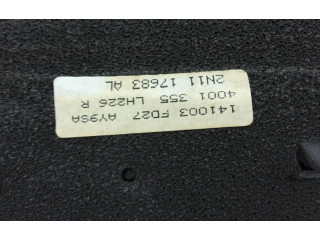 141003 FD27 AY9SA
4001 355 LH226 R
2N11 17683 AL